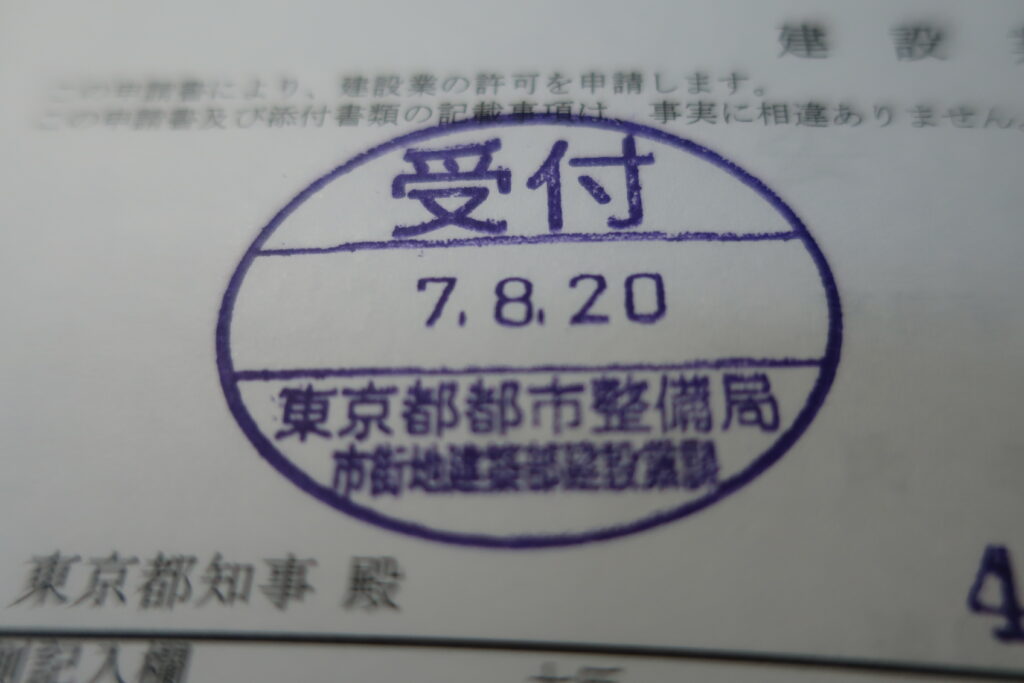 建 設
この申請書により、建設業の許可を申請します。
この申請書及び添付書類の記載事項は、事実に相違ありません。
受付
7.8.20
東京都都市整備局
市街地建築部建設業課
東京都知事 殿
4
記入欄